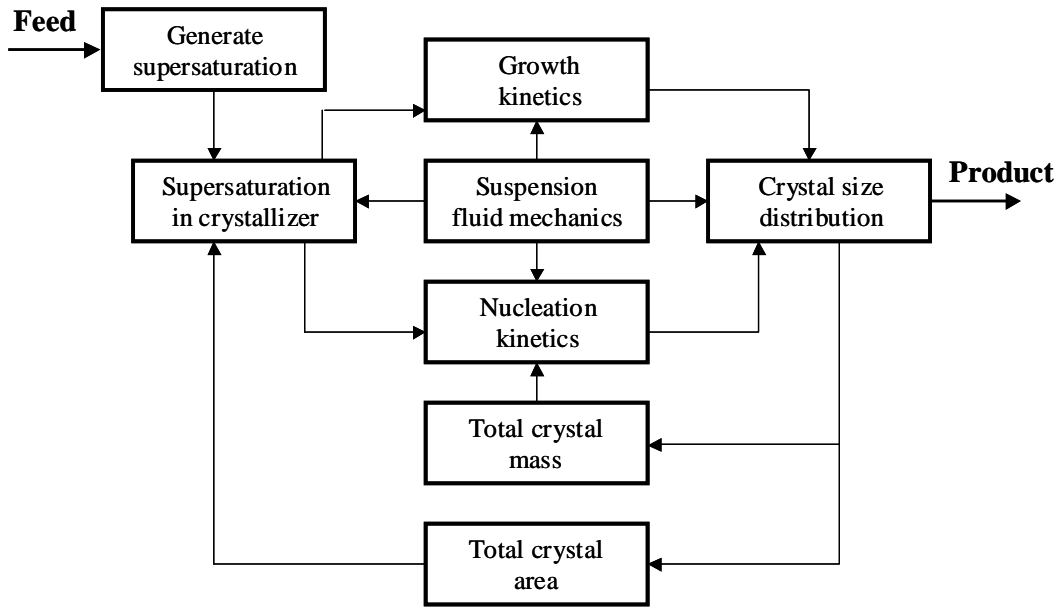 Feed
Generate
supersaturation
Growth
kinetics
Supersaturation
in crystallizer
Suspension
fluid mechanics
Crystal size
distribution
Product
Nucleation
kinetics
Total crystal
mass
Total crystal
area